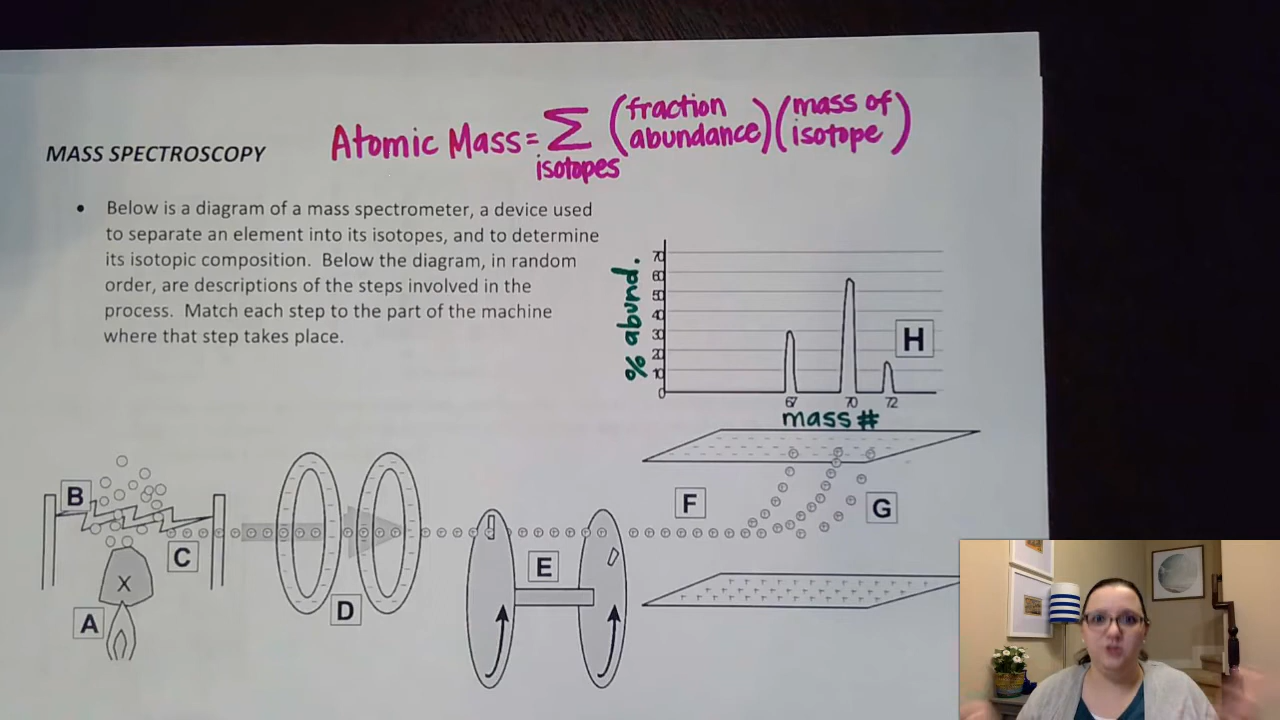 Atomic Mass = Σ (fraction abundance) (mass of isotope)
isotopes
MASS SPECTROSCOPY
• Below is a diagram of a mass spectrometer, a device used
to separate an element into its isotopes, and to determine
its isotopic composition. Below the diagram, in random
order, are descriptions of the steps involved in the
process. Match each step to the part of the machine
where that step takes place.
% abund.
70
60
50
40
30
20
10
0
H
67 70 72
mass #
B
F
G
C
E
X
D
A